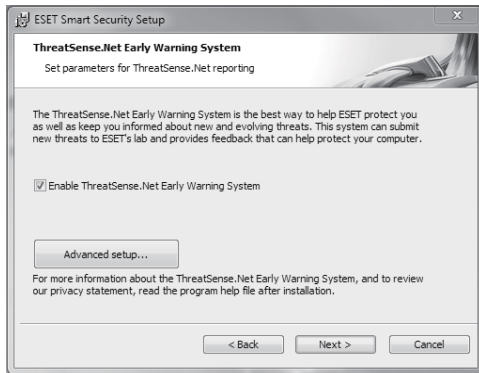 ESET Smart Security Setup
X
ThreatSense.Net Early Warning System
Set parameters for ThreatSense.Net reporting
The ThreatSense.Net Early Warning System is the best way to help ESET protect you
as well as keep you informed about new and evolving threats. This system can submit
new threats to ESET's lab and provides feedback that can help protect your computer.
Enable ThreatSense.Net Early Warning System
Advanced setup...
For more information about the ThreatSense.Net Early Warning System, and to review
our privacy statement, read the program help file after installation.
< Back Next > Cancel